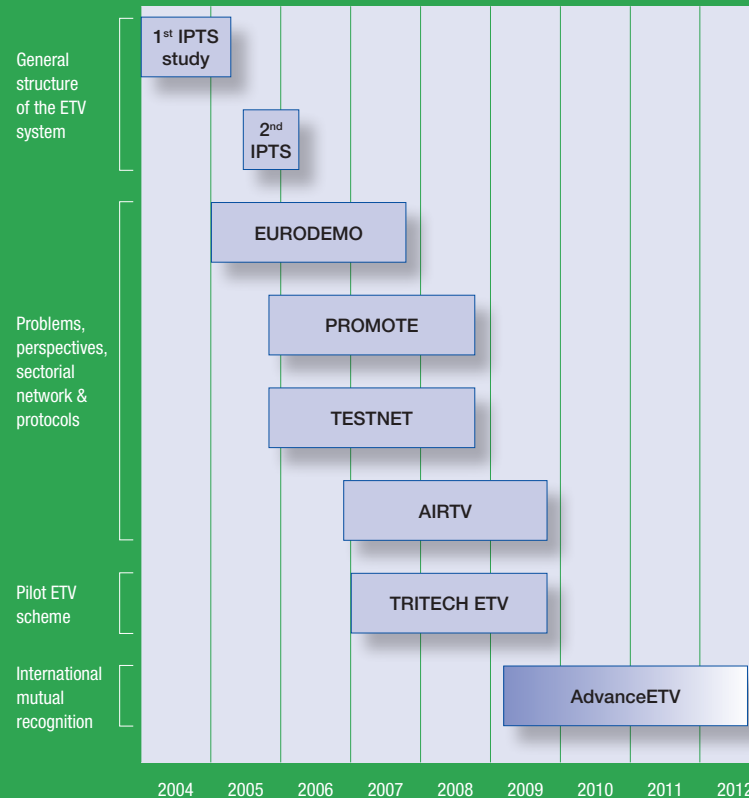 General
structure
of the ETV
system
1st IPTS
study
2nd
IPTS
Problems,
perspectives,
sectorial
network &
protocols
EURODEMO
PROMOTE
TESTNET
AIRTV
Pilot ETV
scheme
TRITECH ETV
International
mutual
recognition
AdvanceETV
2004 2005 2006 2007 2008 2009 2010 2011 2012